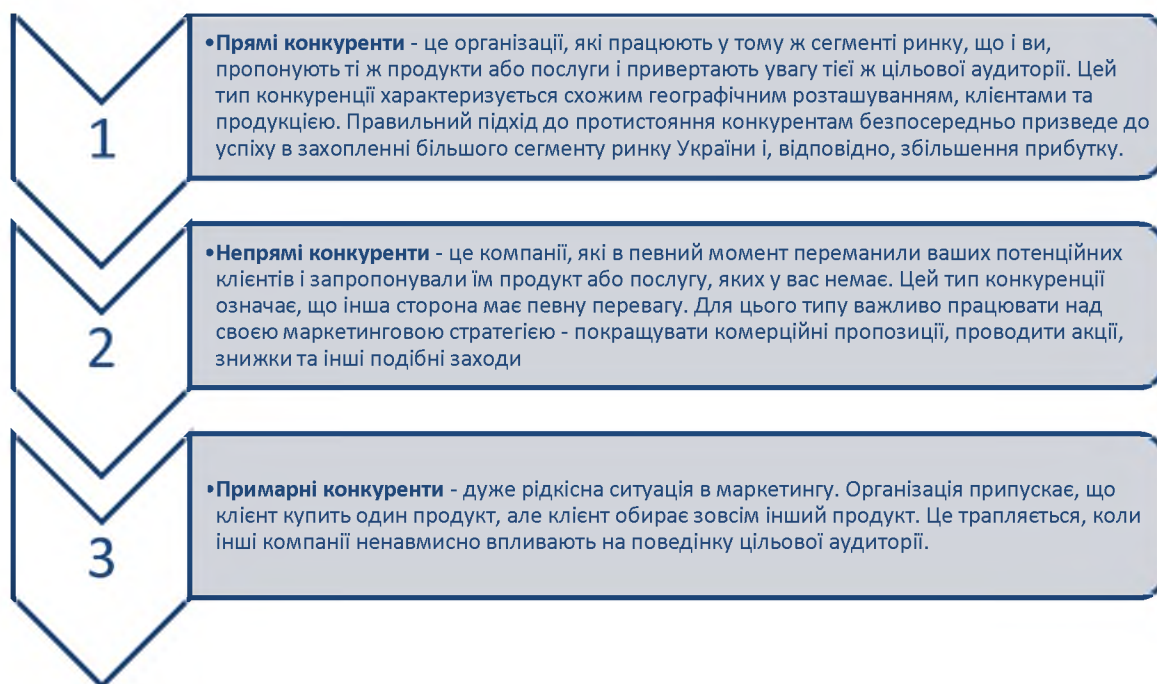 1
•Прямі конкуренти - це організації, які працюють у тому ж сегменті ринку, що і ви,
пропонують ті ж продукти або послуги і привертають увагу тієї ж цільової аудиторії. Цей
тип конкуренції характеризується схожим географічним розташуванням, клієнтами та
продукцією. Правильний підхід до протистояння конкурентам безпосередньо призведе до
успіху в захопленні більшого сегменту ринку України і, відповідно, збільшення прибутку.
2
•Непрямі конкуренти - це компанії, які в певний момент переманили ваших потенційних
клієнтів і запропонували їм продукт або послугу, яких у вас немає. Цей тип конкуренції
означає, що інша сторона має певну перевагу. Для цього типу важливо працювати над
своєю маркетинговою стратегією - покращувати комерційні пропозиції, проводити акції,
знижки та інші подібні заходи
3
•Примарні конкуренти - дуже рідкісна ситуація в маркетингу. Організація припускає, що
клієнт купить один продукт, але клієнт обирає зовсім інший продукт. Це трапляється, коли
інші компанії ненавмисно впливають на поведінку цільової аудиторії.